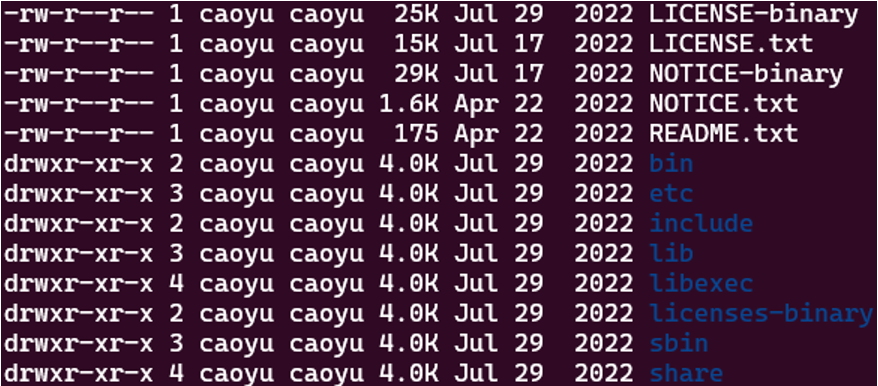 -rw-r--r-- 1 caoyu caoyu  25K Jul 29  2022 LICENSE-binary
-rw-r--r-- 1 caoyu caoyu  15K Jul 17  2022 LICENSE.txt
-rw-r--r-- 1 caoyu caoyu  29K Jul 17  2022 NOTICE-binary
-rw-r--r-- 1 caoyu caoyu 1.6K Apr 22  2022 NOTICE.txt
-rw-r--r-- 1 caoyu caoyu  175 Apr 22  2022 README.txt
drwxr-xr-x 2 caoyu caoyu 4.0K Jul 29  2022 bin
drwxr-xr-x 3 caoyu caoyu 4.0K Jul 29  2022 etc
drwxr-xr-x 2 caoyu caoyu 4.0K Jul 29  2022 include
drwxr-xr-x 3 caoyu caoyu 4.0K Jul 29  2022 lib
drwxr-xr-x 4 caoyu caoyu 4.0K Jul 29  2022 libexec
drwxr-xr-x 2 caoyu caoyu 4.0K Jul 29  2022 licenses-binary
drwxr-xr-x 3 caoyu caoyu 4.0K Jul 29  2022 sbin
drwxr-xr-x 4 caoyu caoyu 4.0K Jul 29  2022 share